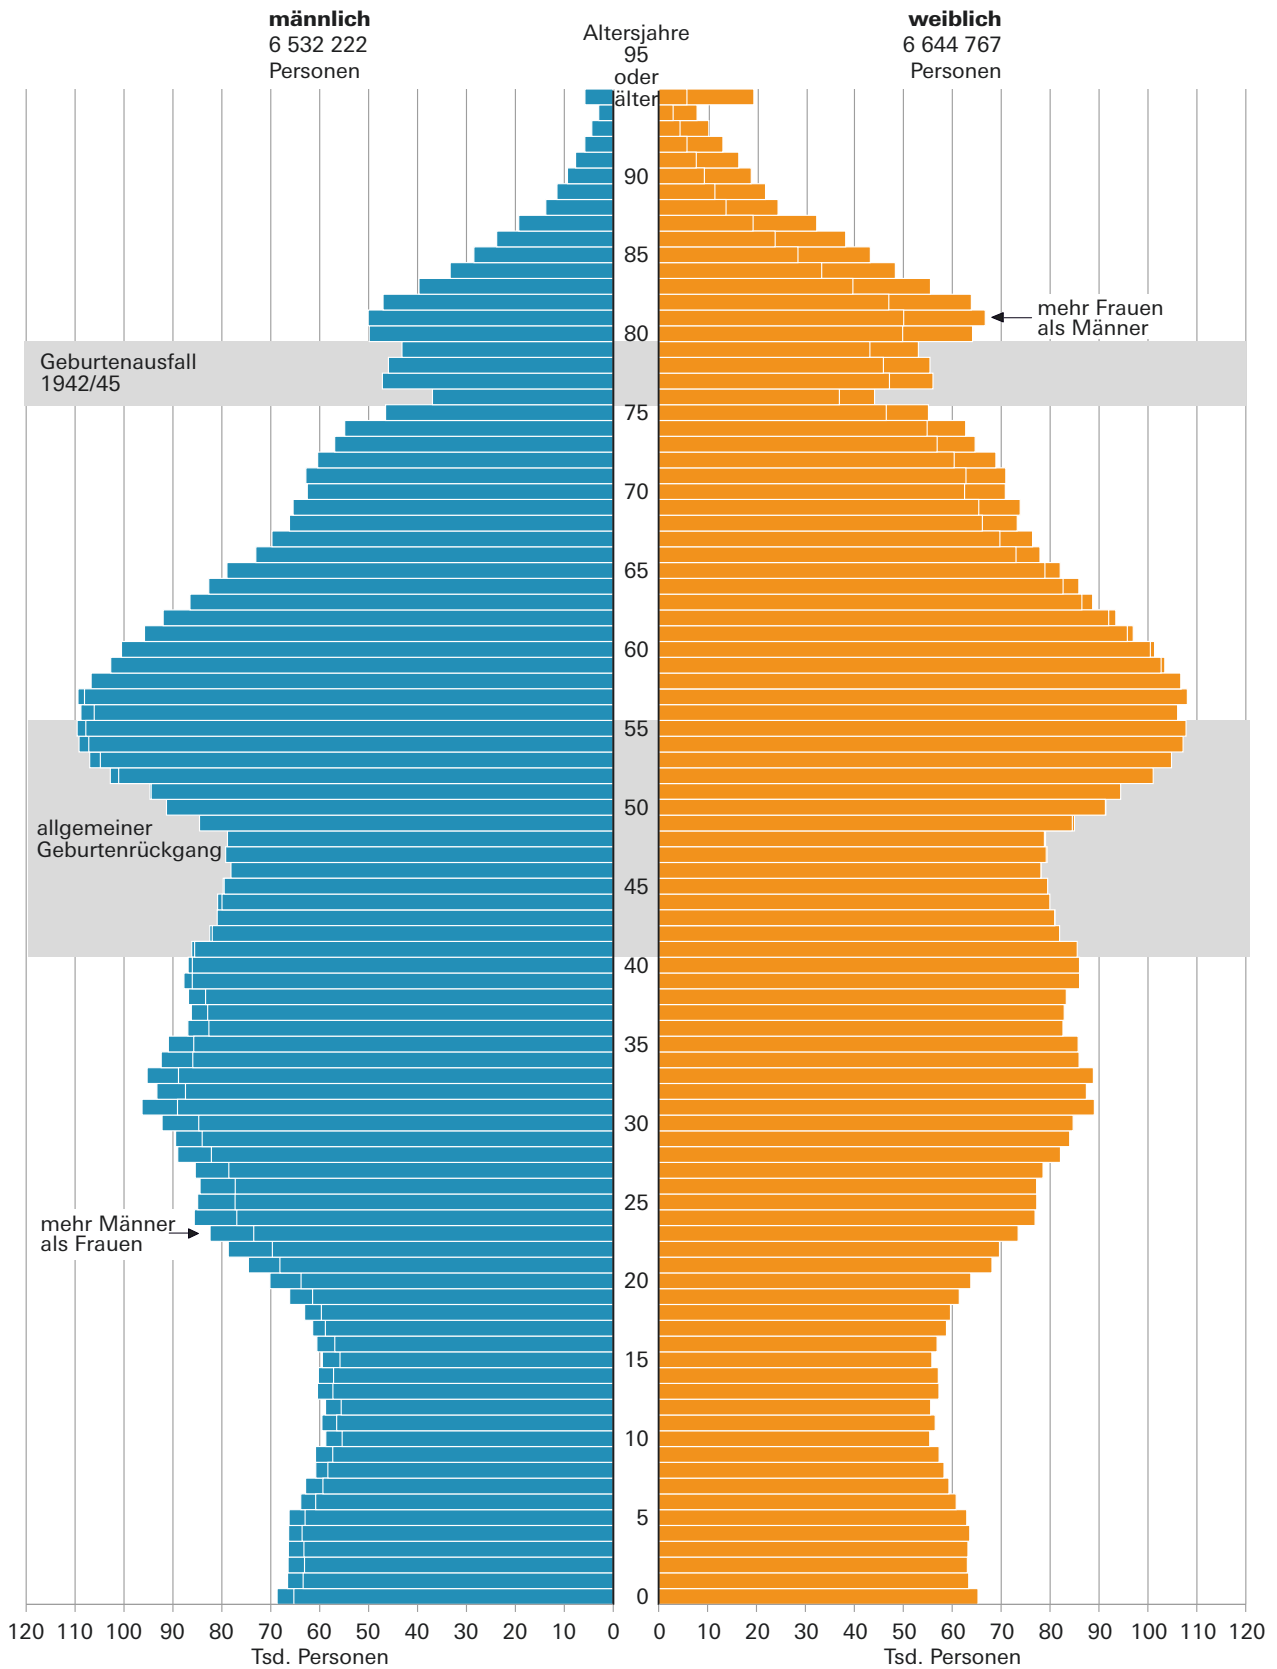 männlich
6 532 222
Personen
Altersjahre
95
oder
älter
weiblich
6 644 767
Personen
90
85
mehr Frauen
als Männer
80
Geburtenausfall
1942/45
75
70
65
60
55
50
allgemeiner
Geburtenrückgang
45
40
35
30
25
mehr Männer
als Frauen
20
15
10
5
0
120 110 100 90 80 70 60 50 40 30 20 10 0 0 10 20 30 40 50 60 70 80 90 100 110 120
Tsd. Personen Tsd. Personen